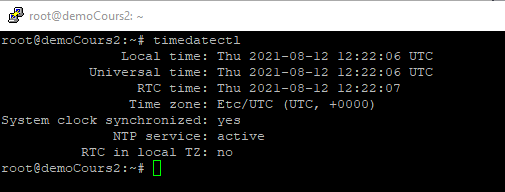 root@demoCours2: ~
root@demoCours2:~# timedatectl
Local time: Thu 2021-08-12 12:22:06 UTC
Universal time: Thu 2021-08-12 12:22:06 UTC
RTC time: Thu 2021-08-12 12:22:07
Time zone: Etc/UTC (UTC, +0000)
System clock synchronized: yes
NTP service: active
RTC in local TZ: no
root@demoCours2:~#